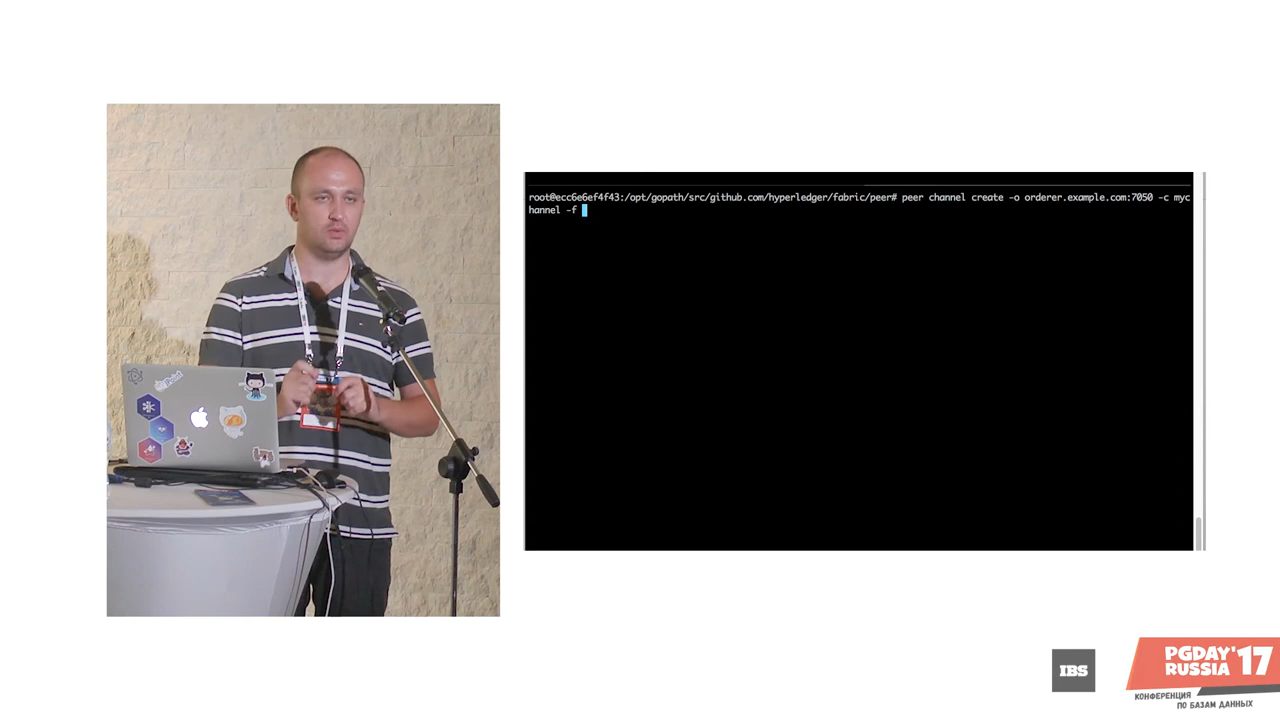 root@ecc6e6ef4f43:/opt/gopath/src/github.com/hyperledger/fabric/peer# peer channel create -o orderer.example.com:7050 -c myc
hannel -f
IBS
PGDAY'17
RUSSIA
КОНФЕРЕНЦИЯ
ПО БАЗАМ ДАННЫХ